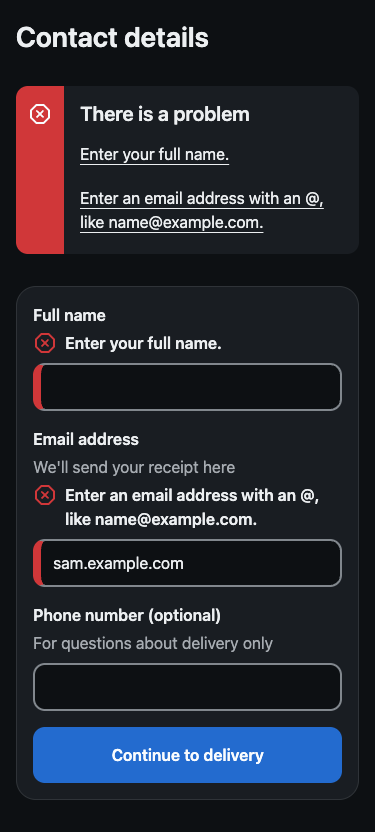 Contact details
There is a problem
Enter your full name.
Enter an email address with an @,
like name@example.com.
Full name
Enter your full name.
Email address
We'll send your receipt here
Enter an email address with an @,
like name@example.com.
sam.example.com
Phone number (optional)
For questions about delivery only
Continue to delivery